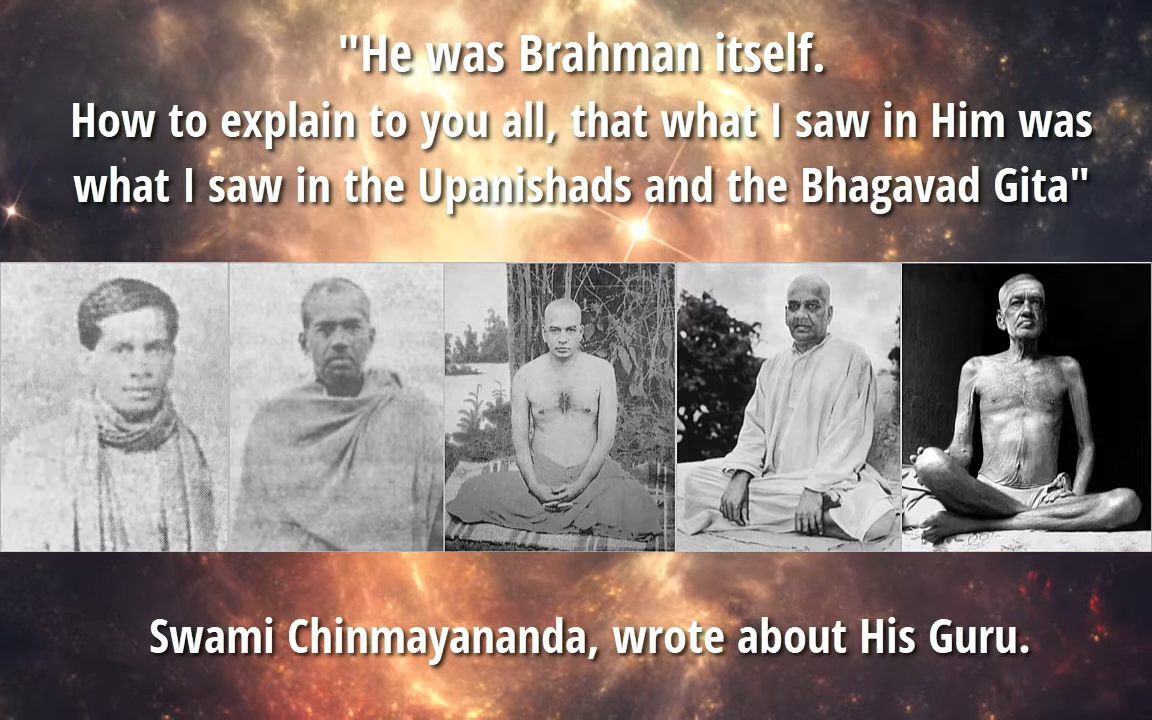 "He was Brahman itself.
How to explain to you all, that what I saw in Him was
what I saw in the Upanishads and the Bhagavad Gita"
Swami Chinmayananda, wrote about His Guru.